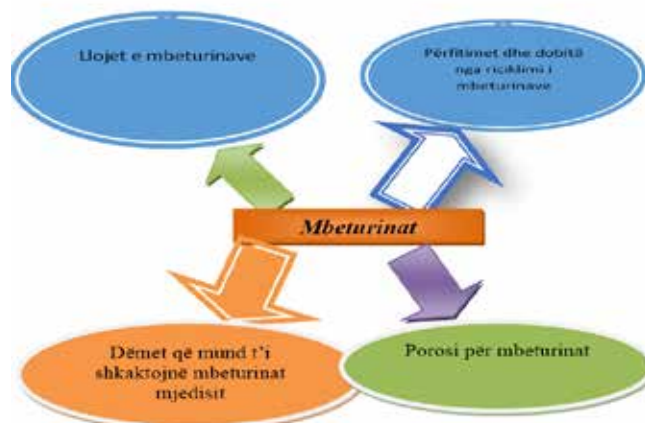 Llojet e mbeturinave
Përfitimet dhe dobitë
nga riciklimi i
mbeturinave
Mbeturinat
Dëmet që mund t'i
shkaktojnë mbeturinat
mjedisit
Porosi për mbeturinat